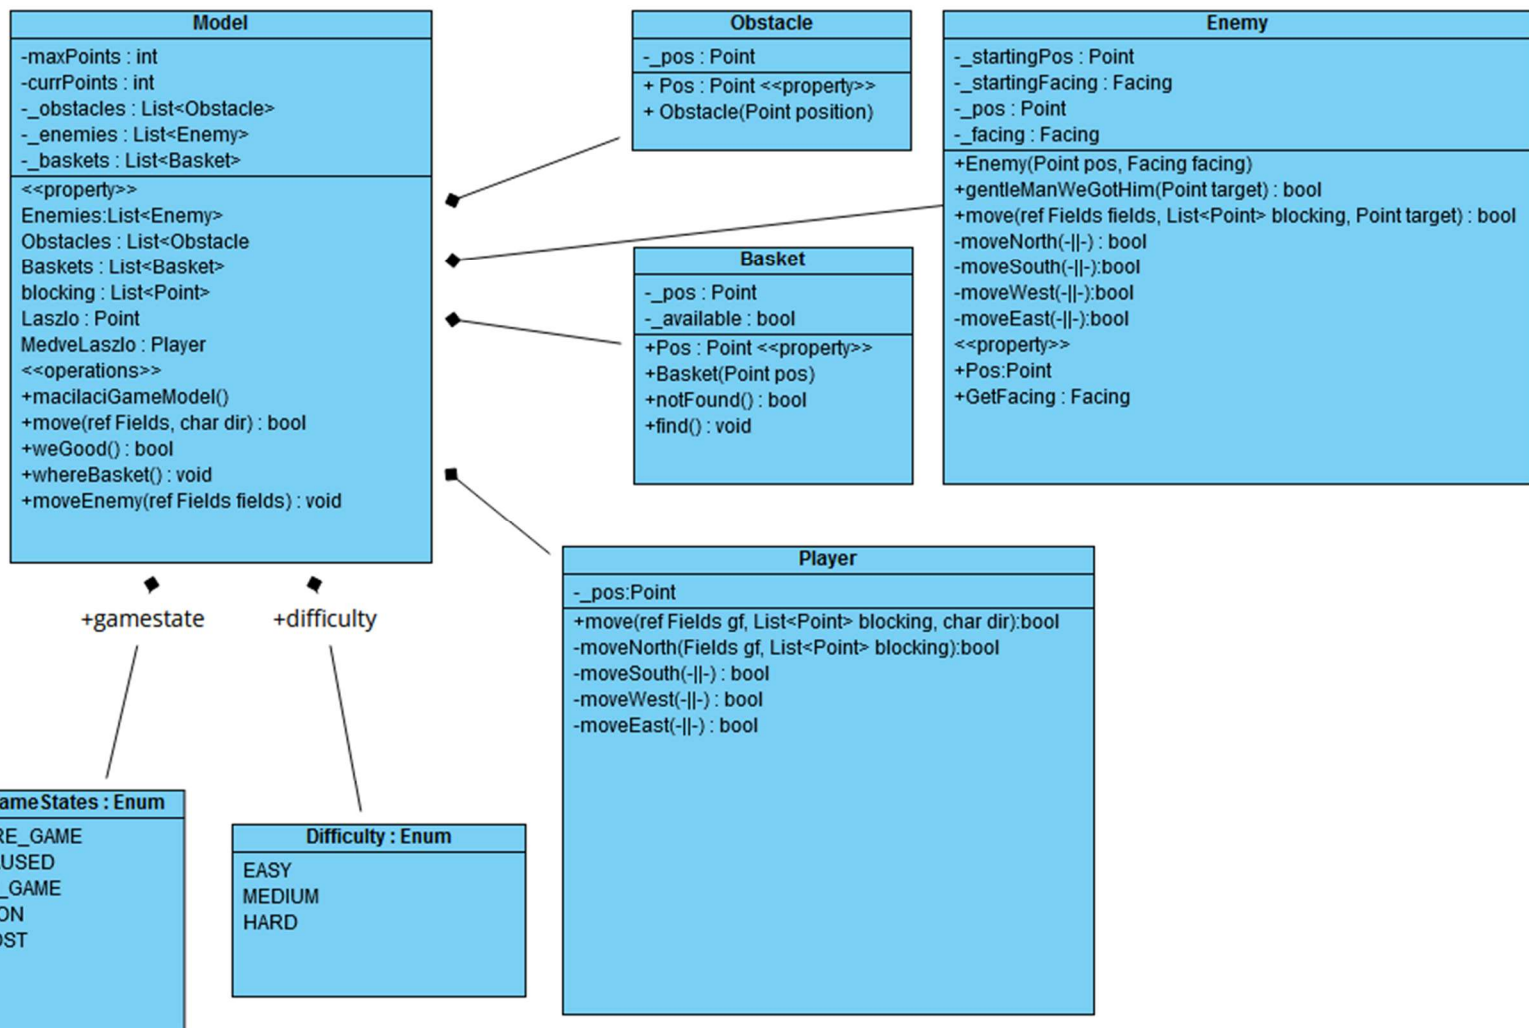 Model
-maxPoints : int
-currPoints : int
-_obstacles : List<Obstacle>
-_enemies : List<Enemy>
-_baskets : List<Basket>
<<property>>
Enemies:List<Enemy>
Obstacles : List<Obstacle
Baskets : List<Basket>
blocking : List<Point>
Laszlo : Point
MedveLaszlo : Player
<<operations>>
+macilaciGameModel()
+move(ref Fields, char dir) : bool
+weGood() : bool
+whereBasket() : void
+moveEnemy(ref Fields fields) : void
Obstacle
-_pos : Point
+ Pos : Point <<property>>
+ Obstacle(Point position)
Enemy
-_startingPos : Point
-_startingFacing : Facing
-_pos : Point
-_facing : Facing
+Enemy(Point pos, Facing facing)
+gentleManWeGotHim(Point target) : bool
+move(ref Fields fields, List<Point> blocking, Point target) : bool
-moveNorth(-||-) : bool
-moveSouth(-||-):bool
-moveWest(-||-):bool
-moveEast(-||-):bool
<<property>>
+Pos:Point
+GetFacing : Facing
Basket
-_pos : Point
-_available : bool
+Pos : Point <<property>>
+Basket(Point pos)
+notFound() : bool
+find() : void
Player
-_pos:Point
+move(ref Fields gf, List<Point> blocking, char dir):bool
-moveNorth(Fields gf, List<Point> blocking):bool
-moveSouth(-||-) : bool
-moveWest(-||-) : bool
-moveEast(-||-) : bool
+gamestate
+difficulty
ameStates : Enum
RE_GAME
USED
_GAME
ON
OST
Difficulty : Enum
EASY
MEDIUM
HARD